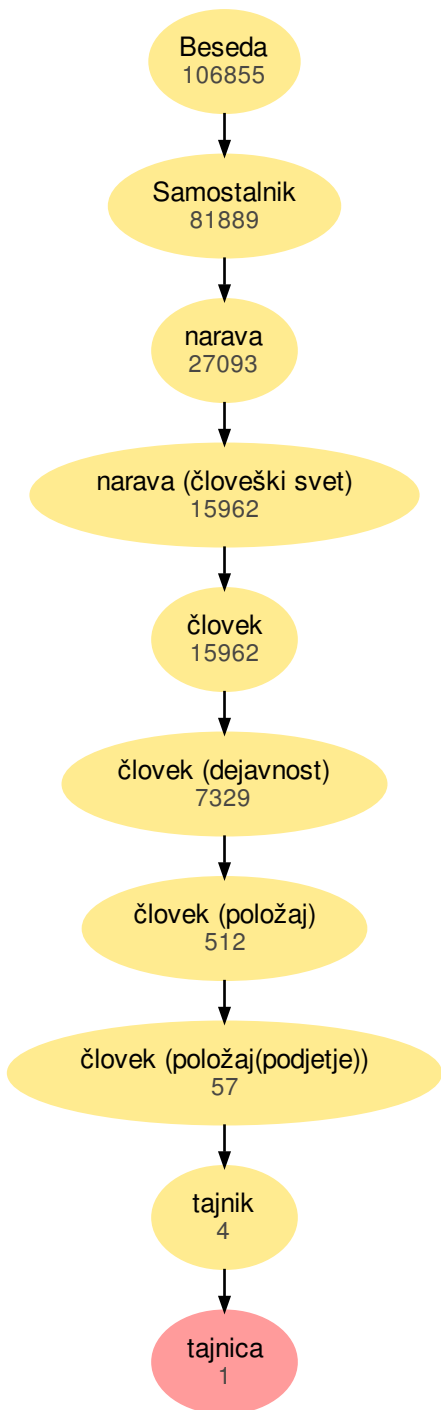 Beseda
106855
Samostalnik
81889
narava
27093
narava (človeški svet)
15962
človek
15962
človek (dejavnost)
7329
človek (položaj)
512
človek (položaj(podjetje))
57
tajnik
4
tajnica
1